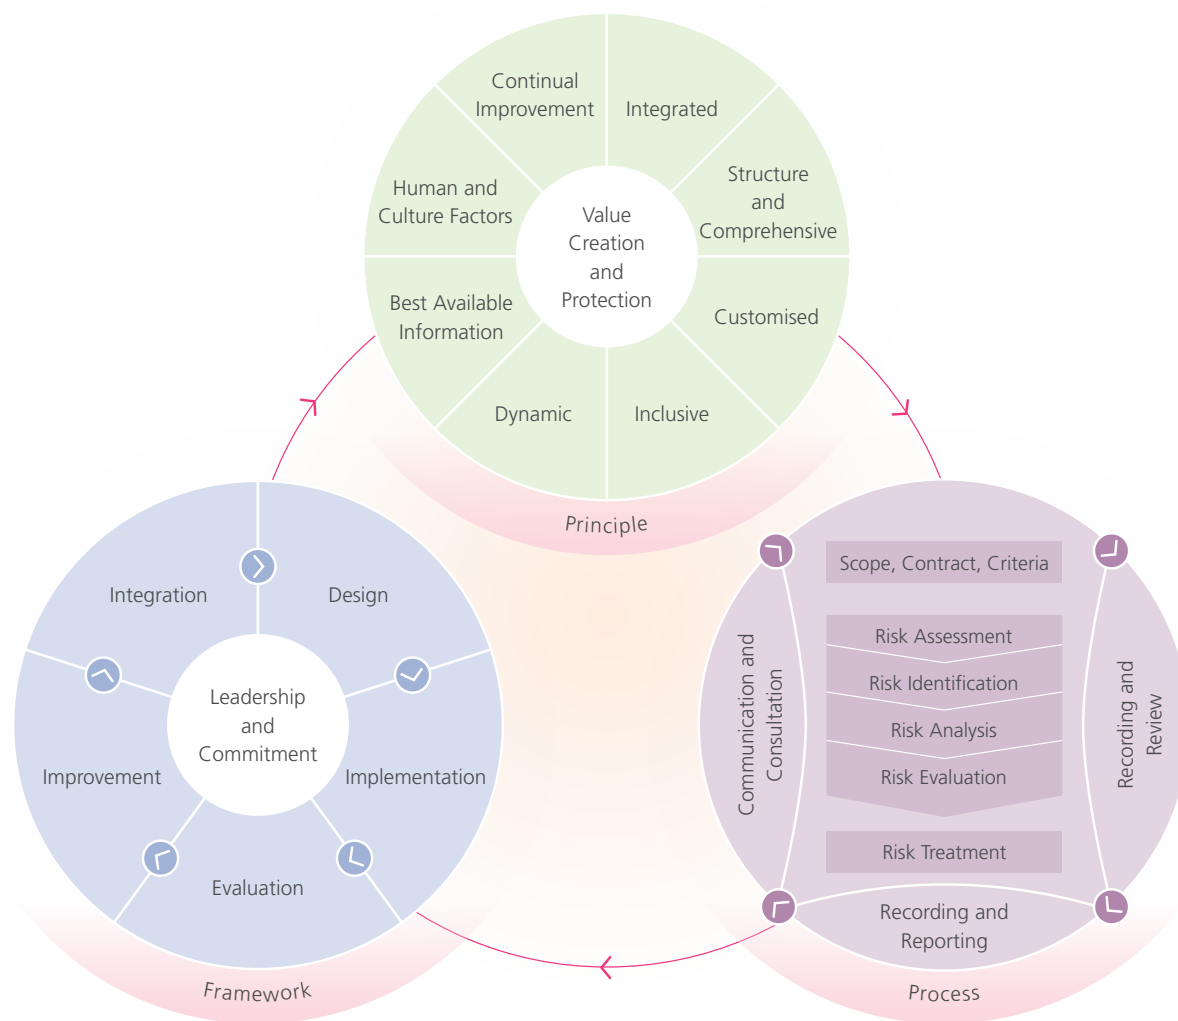 Continual
Improvement
Integrated
Structure
and
Comprehensive
Customised
Inclusive
Dynamic
Best Available
Information
Human and
Culture Factors
Value
Creation
and
Protection
Principle
Integration
Design
Implementation
Evaluation
Improvement
Leadership
and
Commitment
Framework
Scope, Contract, Criteria
Risk Assessment
Risk Identification
Risk Analysis
Risk Evaluation
Risk Treatment
Communication and
Consultation
Recording and
Review
Recording and
Reporting
Process